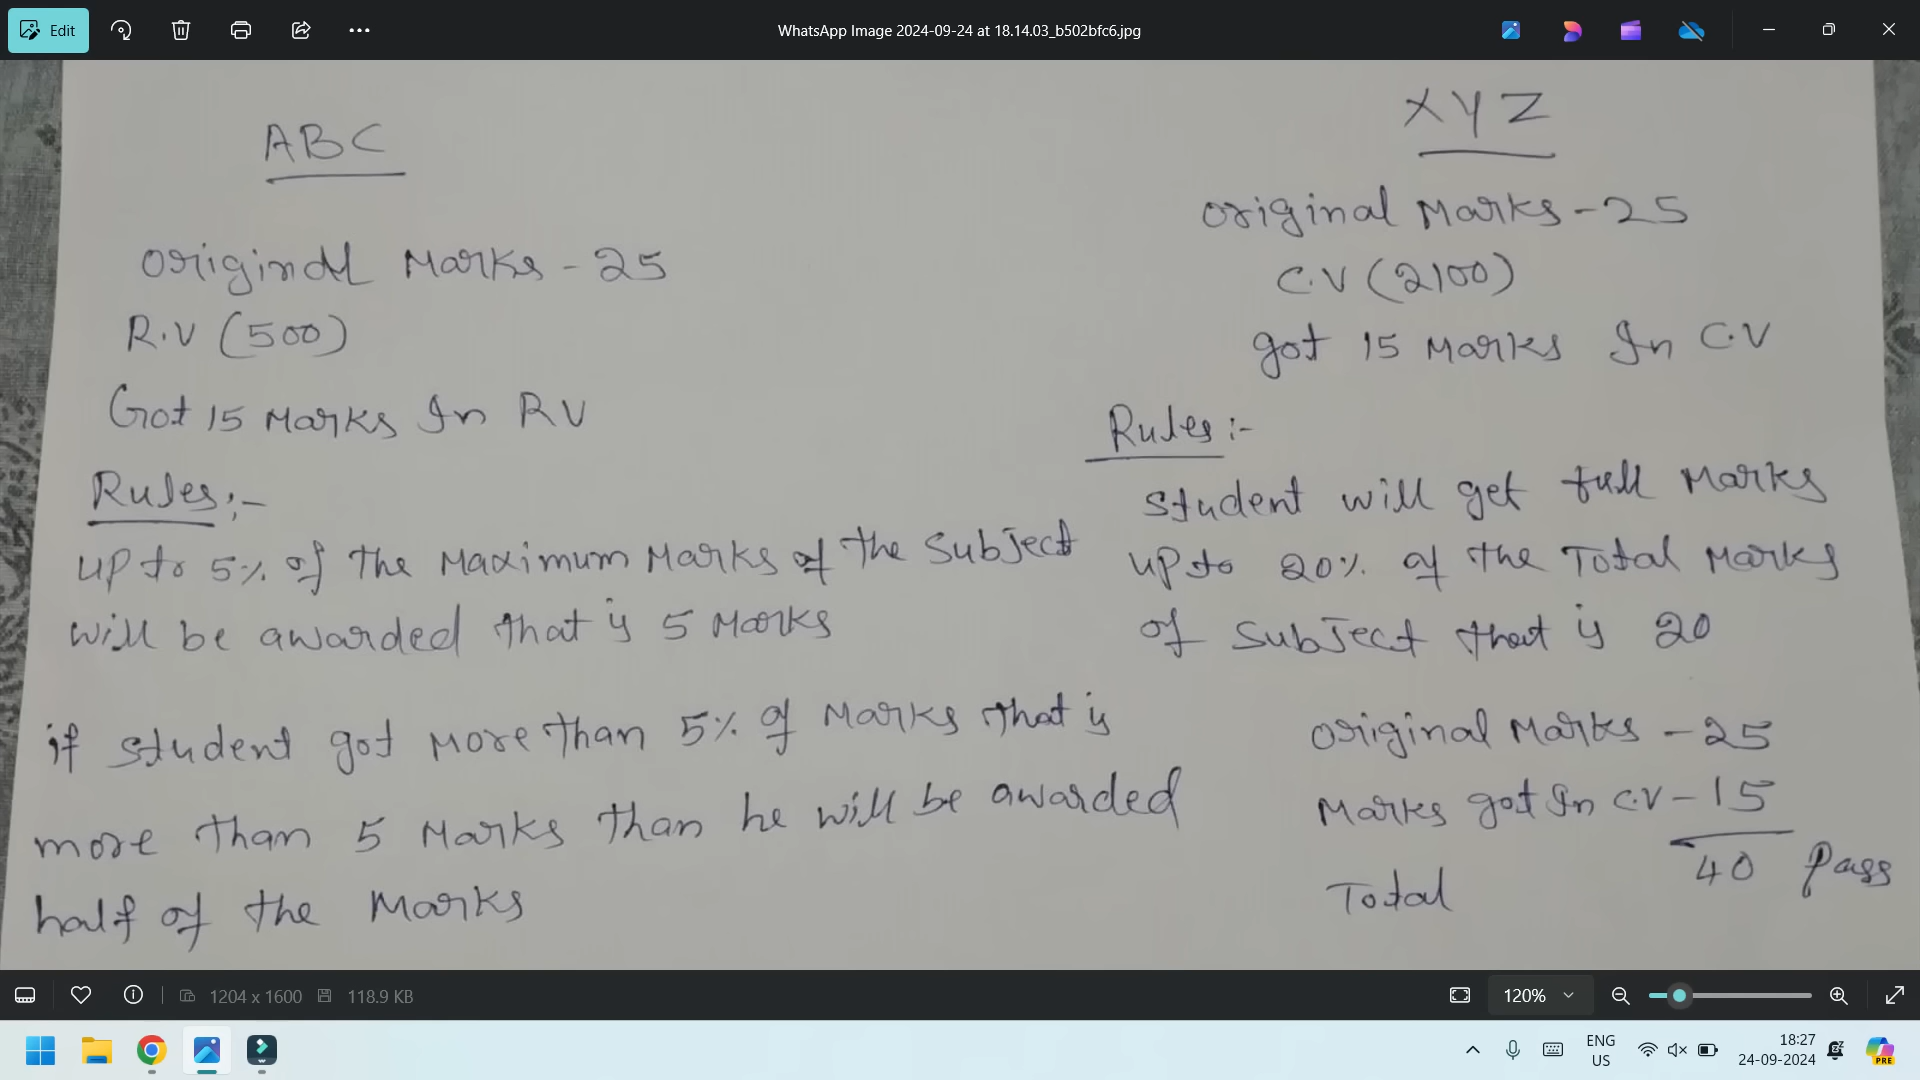 Edit
WhatsApp Image 2024-09-24 at 18.14.03_b502bfc6.jpg
ABC
Original Marks - 25
R.V (500)
Got 15 Marks In RV
Rules:-
up to 5% of the Maximum Marks of the Subject
will be awarded that is 5 Marks
if student got more than 5% of Marks that is
more than 5 Marks than he will be awarded
half of the Marks
XYZ
Original Marks - 25
C.V (2100)
got 15 Marks In C.V
Rules:-
Student will get full Marks
up to 20% of the Total Marks
of Subject that is 20
Original Marks - 25
Marks got In C.V - 15
Total 40 Pass
1204 x 1600
118.9 KB
120%
ENG
US
18:27
24-09-2024
PRE